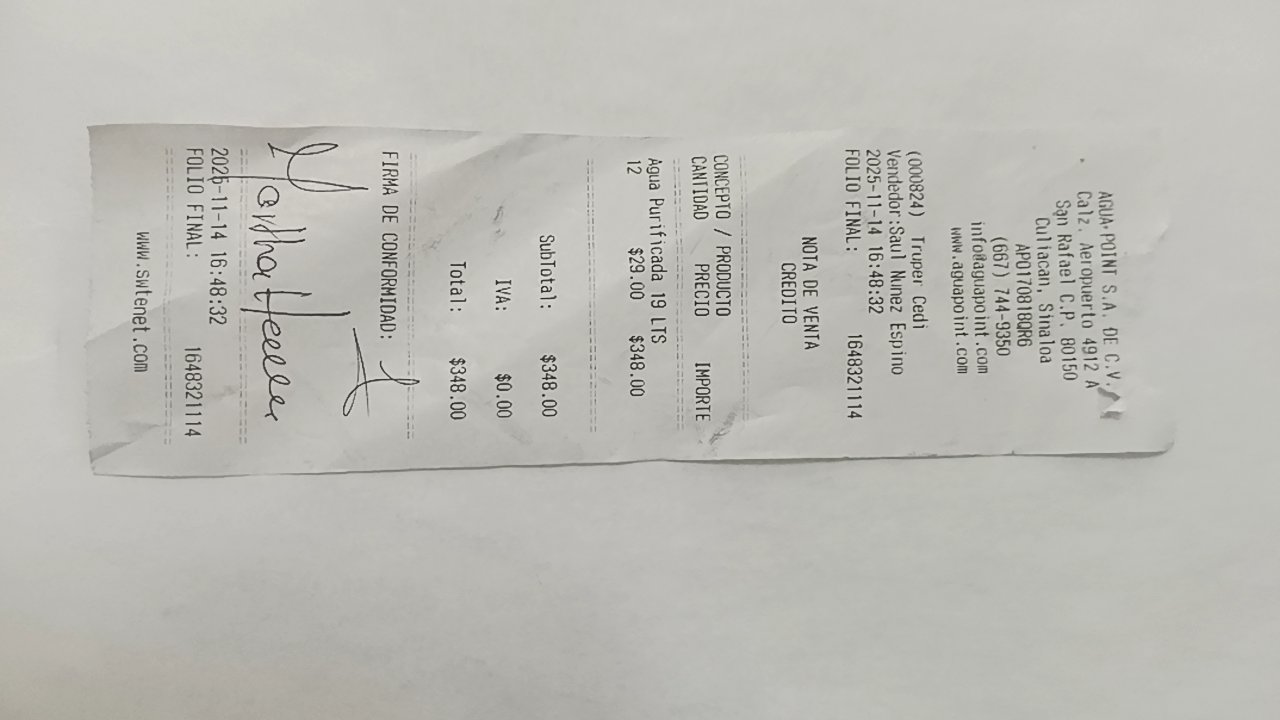 AGUA-POINT S.A. DE C.V.
Calz. Aeropuerto 4912 A
San Rafael C.P. 80150
Culiacan, Sinaloa
AP0170818QR6
(667) 744-9350
info@aguapoint.com
www.aguapoint.com
(000824) Truper Cedi
Vendedor:Saul Nunez Espino
2025-11-14 16:48:32
FOLIO FINAL: 1648321114
NOTA DE VENTA
CREDITO
CONCEPTO / PRODUCTO
CANTIDAD PRECIO IMPORTE
Agua Purificada 19 LTS
12 $29.00 $348.00
SubTotal: $348.00
IVA: $0.00
Total: $348.00
FIRMA DE CONFORMIDAD:
2025-11-14 16:48:32
FOLIO FINAL: 1648321114
www.swtenet.com